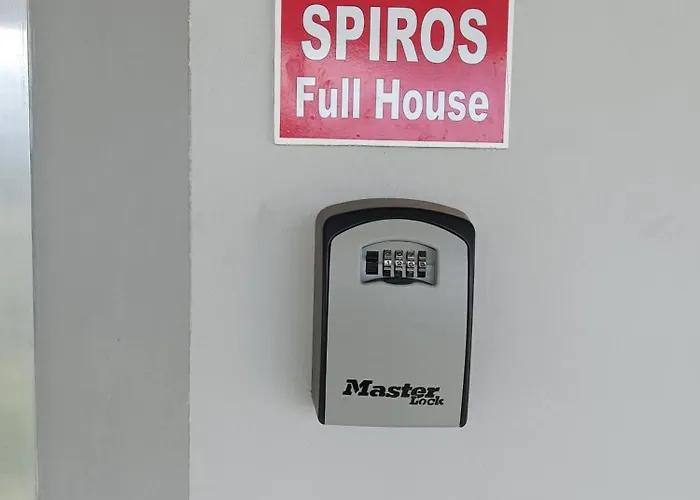 SPIROS
Full House
Master
Lock